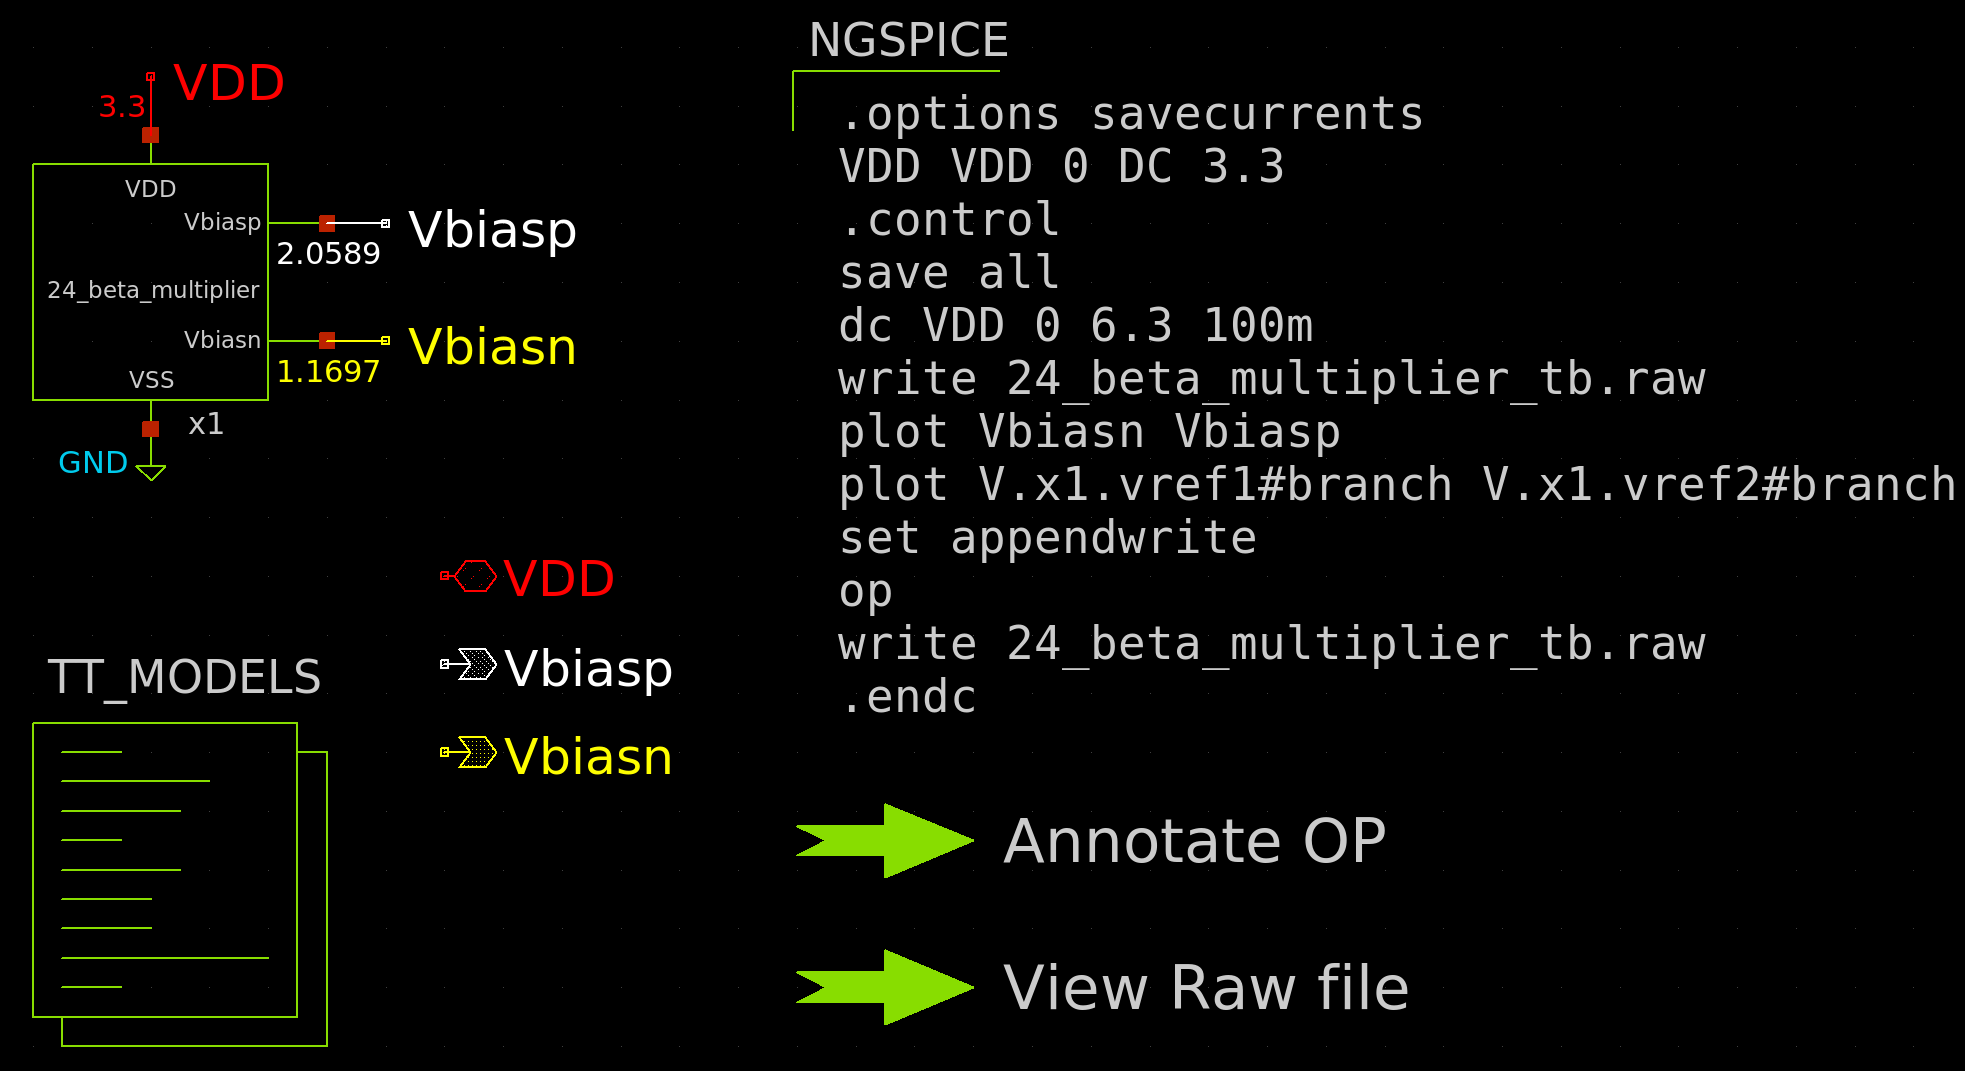 VDD
3.3
VDD
Vbiasp
2.0589
Vbiasp
24_beta_multiplier
Vbiasn
1.1697
Vbiasn
VSS
x1
GND
VDD
Vbiasp
Vbiasn
TT_MODELS
NGSPICE
.options savecurrents
VDD VDD 0 DC 3.3
.control
save all
dc VDD 0 6.3 100m
write 24_beta_multiplier_tb.raw
plot Vbiasn Vbiasp
plot V.x1.vref1#branch V.x1.vref2#branch
set appendwrite
op
write 24_beta_multiplier_tb.raw
.endc
Annotate OP
View Raw file